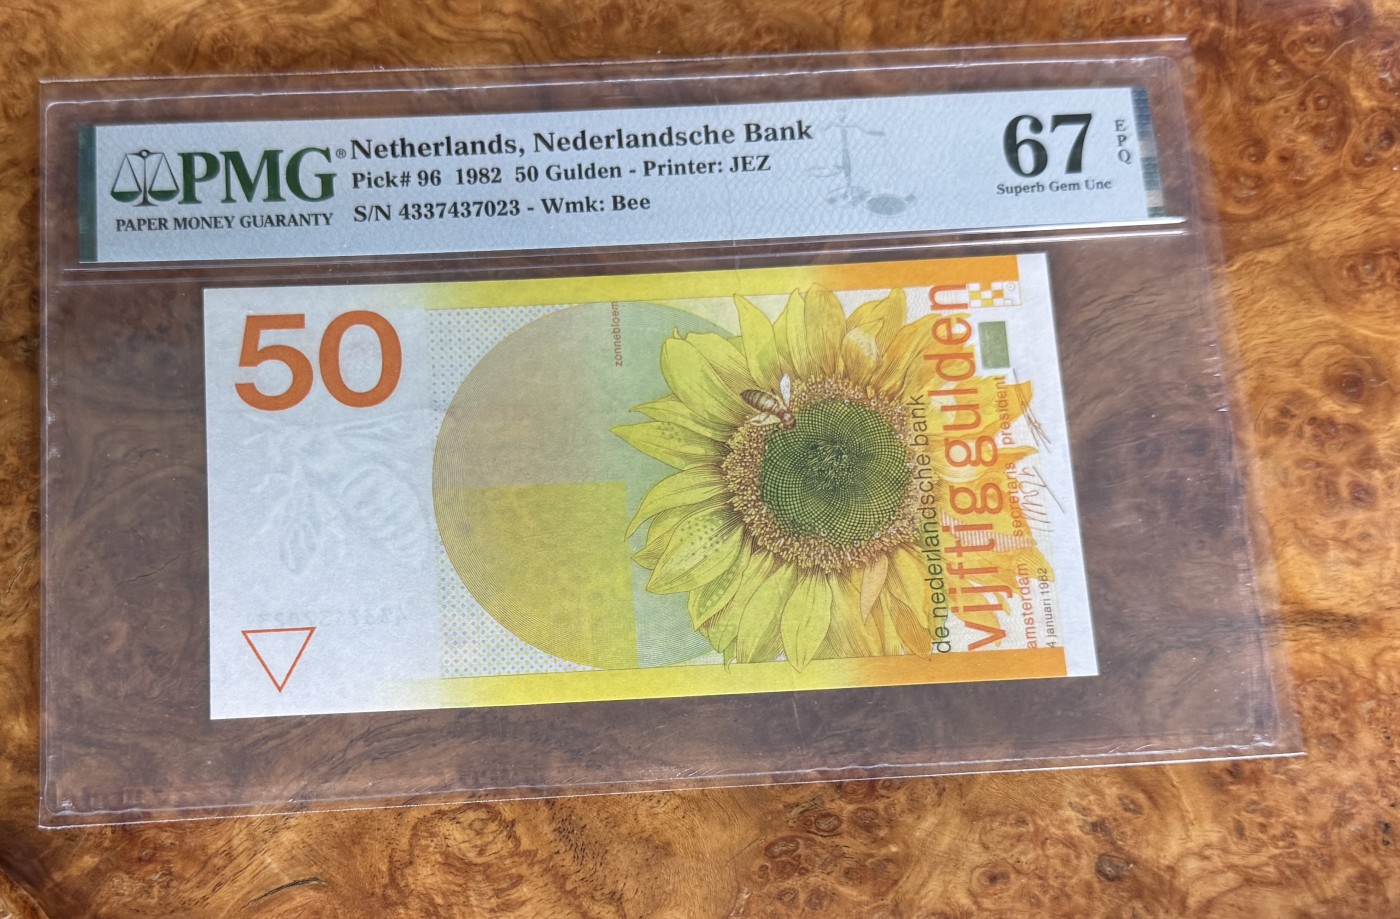 PMG®
PAPER MONEY GUARANTY
Netherlands, Nederlandsche Bank
Pick# 96 1982 50 Gulden - Printer: JEZ
S/N 4337437023 - Wmk: Bee
67
EPQ
Superb Gem Unc
50
zonnebloem
de nederlandsche bank
vijftig gulden
amsterdam secretaris president
4 januari 1982